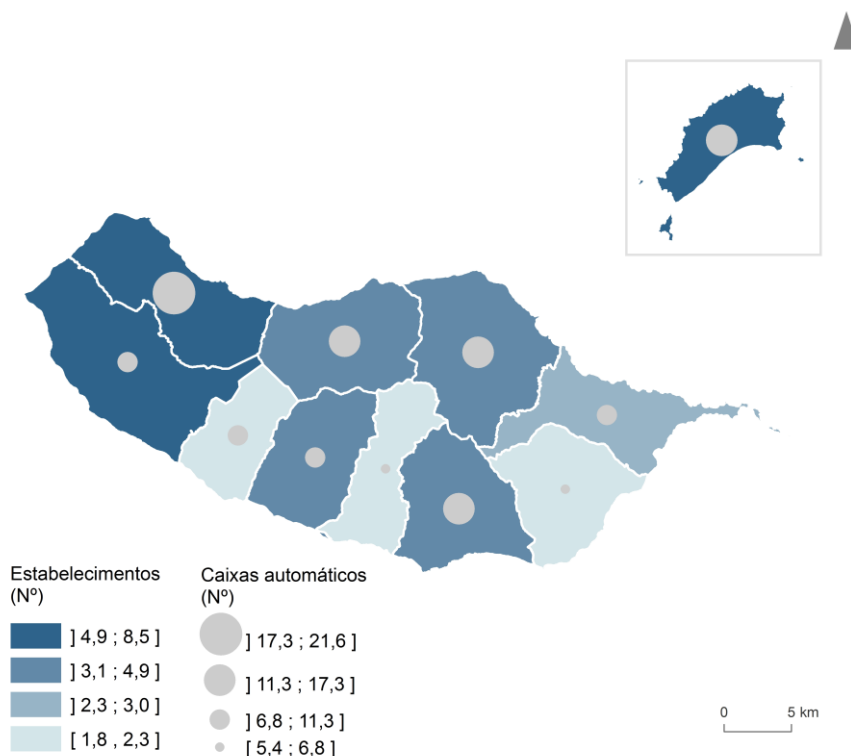 Estabelecimentos
(Nº)
] 4,9 ; 8,5 ]
] 3,1 ; 4,9 ]
] 2,3 ; 3,0 ]
[ 1,8 , 2,3 ]
Caixas automáticos
(Nº)
] 17,3 ; 21,6 ]
] 11,3 ; 17,3 ]
] 6,8 ; 11,3 ]
[ 5,4 ; 6,8 ]
0 5 km